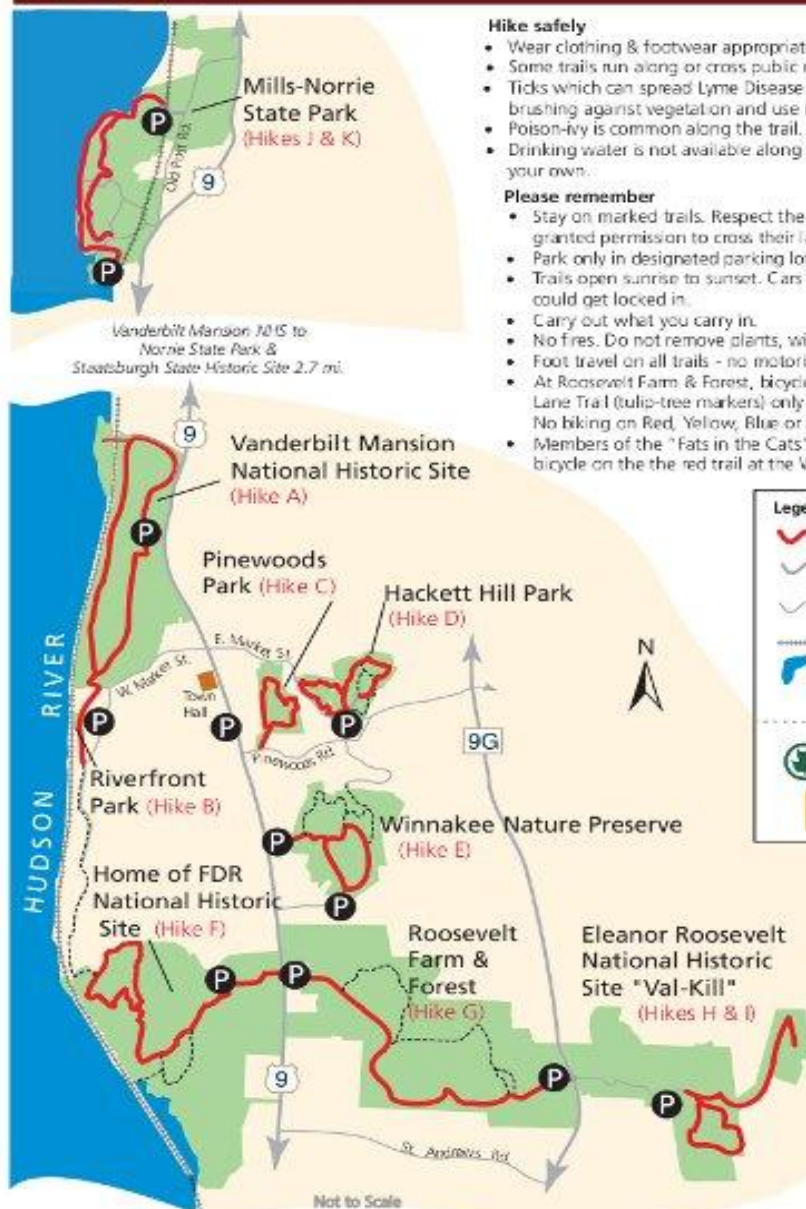 Mills-Norrie
State Park
(Hikes J & K)
Old Post Rd.
P
9
P
Vanderbilt Mansion NHS to
Norrie State Park &
Staatsburgh State Historic Site 2.7 mi.
Hike safely
• Wear clothing & footwear appropriat
• Some trails run along or cross public
• Ticks which can spread Lyme Disease
brushing against vegetation and use
• Poison-ivy is common along the trail.
• Drinking water is not available along
your own.
Please remember
• Stay on marked trails. Respect the
granted permission to cross their
• Park only in designated parking lo
• Trails open sunrise to sunset. Cars
could get locked in.
• Carry out what you carry in.
• No fires. Do not remove plants, wi
• Foot travel on all trails - no motori
• At Roosevelt Farm & Forest, bicycle
Lane Trail (tulip-tree markers) only
No biking on Red, Yellow, Blue or
• Members of the "Fats in the Cats"
bicycle on the the red trail at the V
9
Vanderbilt Mansion
National Historic Site
(Hike A)
P
Lege
Pinewoods
Park (Hike C)
Hackett Hill Park
(Hike D)
E. Market St.
W. Market St.
Town
Hall
N
HUDSON RIVER
P
P
P
9G
Pinewoods Rd
Riverfront
Park (Hike B)
P
Winnakee Nature Preserve
(Hike E)
P
Home of FDR
National Historic
Site (Hike F)
Roosevelt
Farm &
Forest
(Hike G)
Eleanor Roosevelt
National Historic
Site "Val-Kill"
(Hikes H & I)
P
P
9
P
P
St. Andrews Rd
Not to Scale